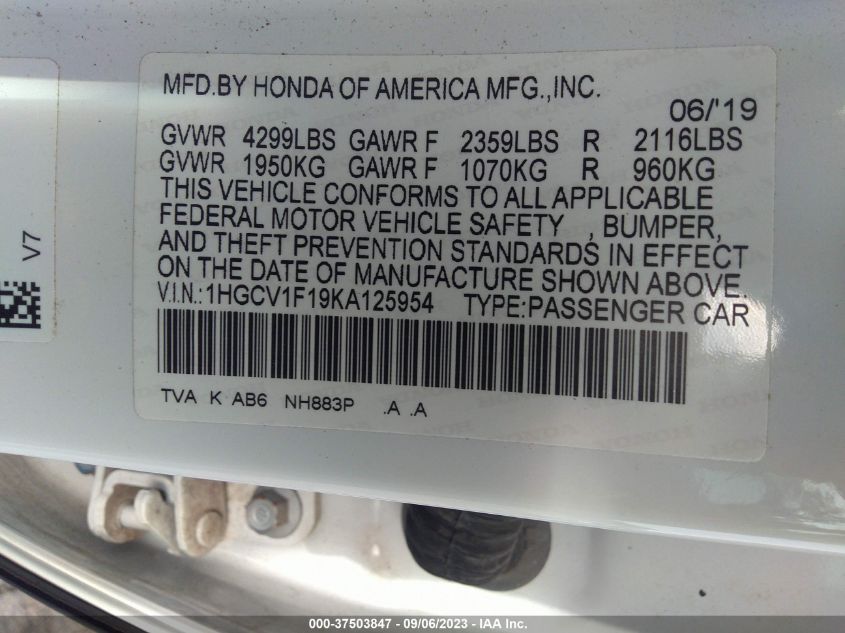 MFD.BY HONDA OF AMERICA MFG.,INC.
06/'19
GVWR 4299LBS GAWR F 2359LBS R 2116LBS
GVWR 1950KG GAWR F 1070KG R 960KG
THIS VEHICLE CONFORMS TO ALL APPLICABLE
FEDERAL MOTOR VEHICLE SAFETY , BUMPER,
AND THEFT PREVENTION STANDARDS IN EFFECT
ON THE DATE OF MANUFACTURE SHOWN ABOVE.
V.I.N.:1HGCV1F19KA125954 TYPE:PASSENGER CAR
TVA K AB6 NH883P .A .A
V7
000-37503847 - 09/06/2023 - IAA Inc.